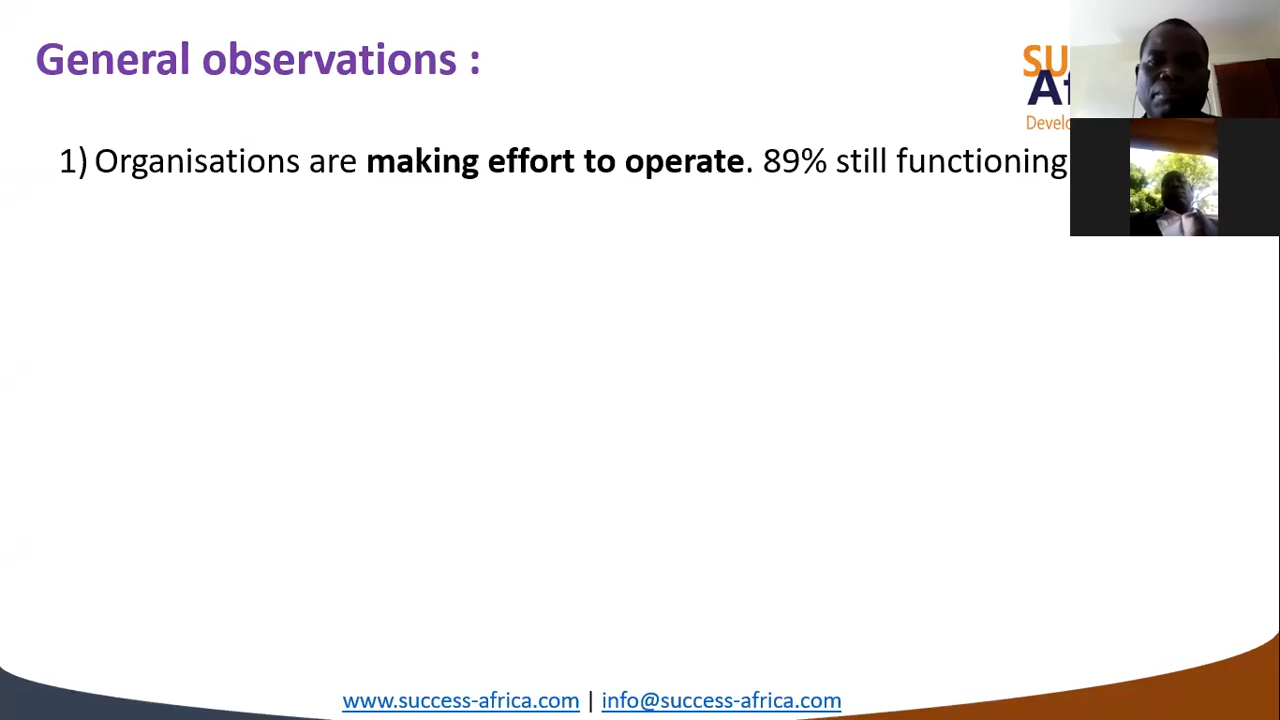 General observations :
1) Organisations are making effort to operate. 89% still functioning
www.success-africa.com | info@success-africa.com